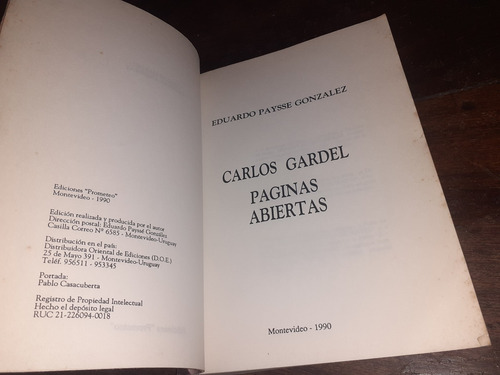 Ediciones "Prometeo"
Montevideo - 1990
Edición realizada y producida por el autor
Dirección postal: Eduardo Payssé González
Casilla Correo Nº 6585 - Montevideo-Uruguay
Distribución en el país:
Distribuidora Oriental de Ediciones (D.O.E.)
25 de Mayo 391 - Montevideo-Uruguay
Tel. 956511 - 953345
Portada:
Pablo Casacuberta
Registro de Propiedad Intelectual
Hecho el depósito legal
RUC 21-226094-0018
EDUARDO PAYSSE GONZALEZ
CARLOS GARDEL
PAGINAS
ABIERTAS
Montevideo - 1990